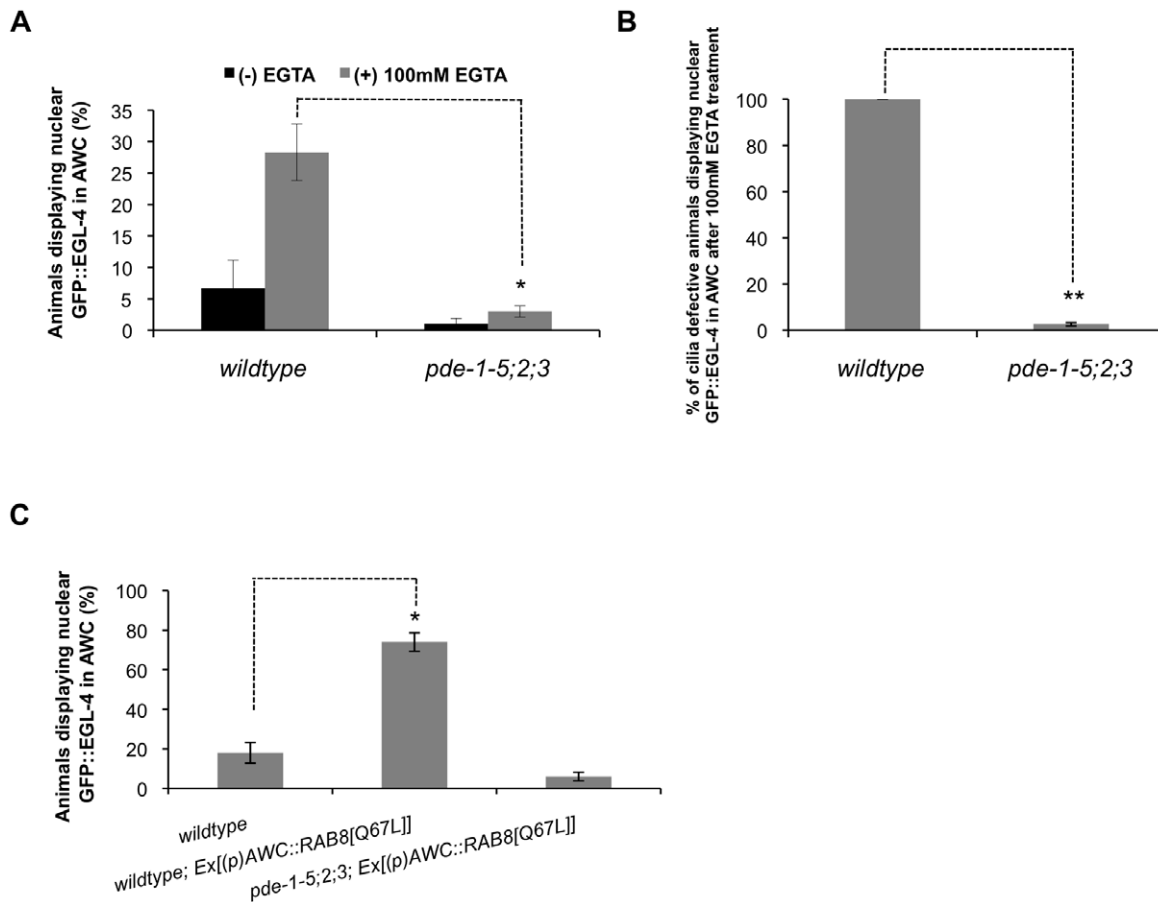 A
(-) EGTA (+) 100mM EGTA
Animals displaying nuclear
GFP::EGL-4 in AWC (%)
35
30
25
20
15
10
5
0
*
wildtype
pde-1-5;2;3
B
% of cilia defective animals displaying nuclear
GFP::EGL-4 in AWC after 100mM EGTA treatment
100
80
60
40
20
0
**
wildtype
pde-1-5;2;3
C
Animals displaying nuclear
GFP::EGL-4 in AWC (%)
100
80
60
40
20
0
*
wildtype
wildtype; Ex[(p)AWC::RAB8[Q67L]]
pde-1-5;2;3; Ex[(p)AWC::RAB8[Q67L]]